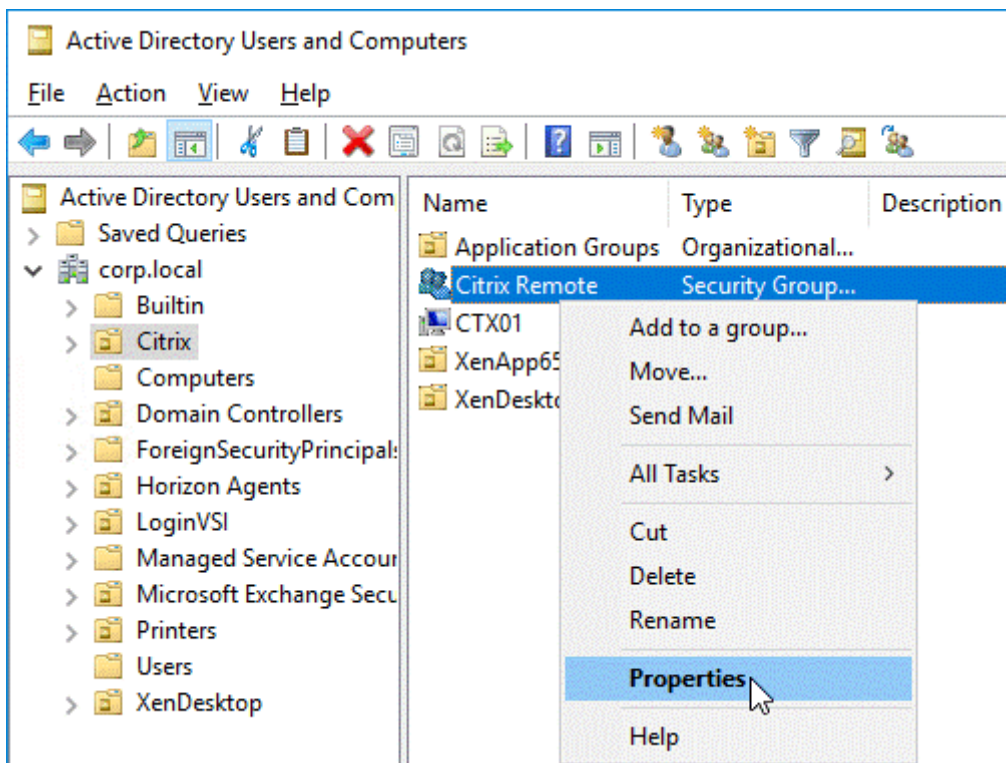 Active Directory Users and Computers
File Action View Help
Active Directory Users and Com
Saved Queries
corp.local
Builtin
Citrix
Computers
Domain Controllers
ForeignSecurityPrincipal
Horizon Agents
LoginVSI
Managed Service Accou
Microsoft Exchange Secu
Printers
Users
XenDesktop
Name Type Description
Application Groups Organizational...
Citrix Remote Security Group...
CTX01
XenApp65
XenDeskt
Add to a group...
Move...
Send Mail
All Tasks
Cut
Delete
Rename
Properties
Help